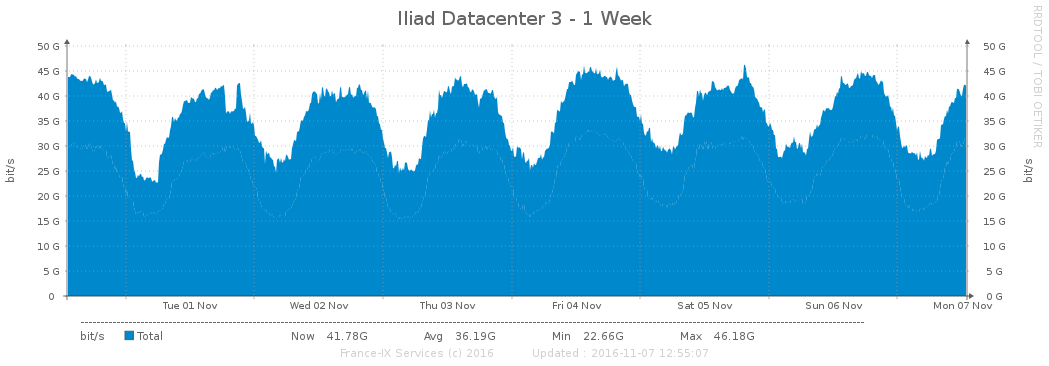 Iliad Datacenter 3 - 1 Week
RRDTOOL / TOBI OETIKER
50 G 50 G
45 G 45 G
40 G 40 G
35 G 35 G
30 G 30 G
25 G 25 G
20 G 20 G
15 G 15 G
10 G 10 G
5 G 5 G
0 0 G
bit/s bit/s
Tue 01 Nov Wed 02 Nov Thu 03 Nov Fri 04 Nov Sat 05 Nov Sun 06 Nov Mon 07 Nov
bit/s Total Now 41.78G Avg 36.19G Min 22.66G Max 46.18G
France-IX Services (c) 2016 Updated : 2016-11-07 12:55:07